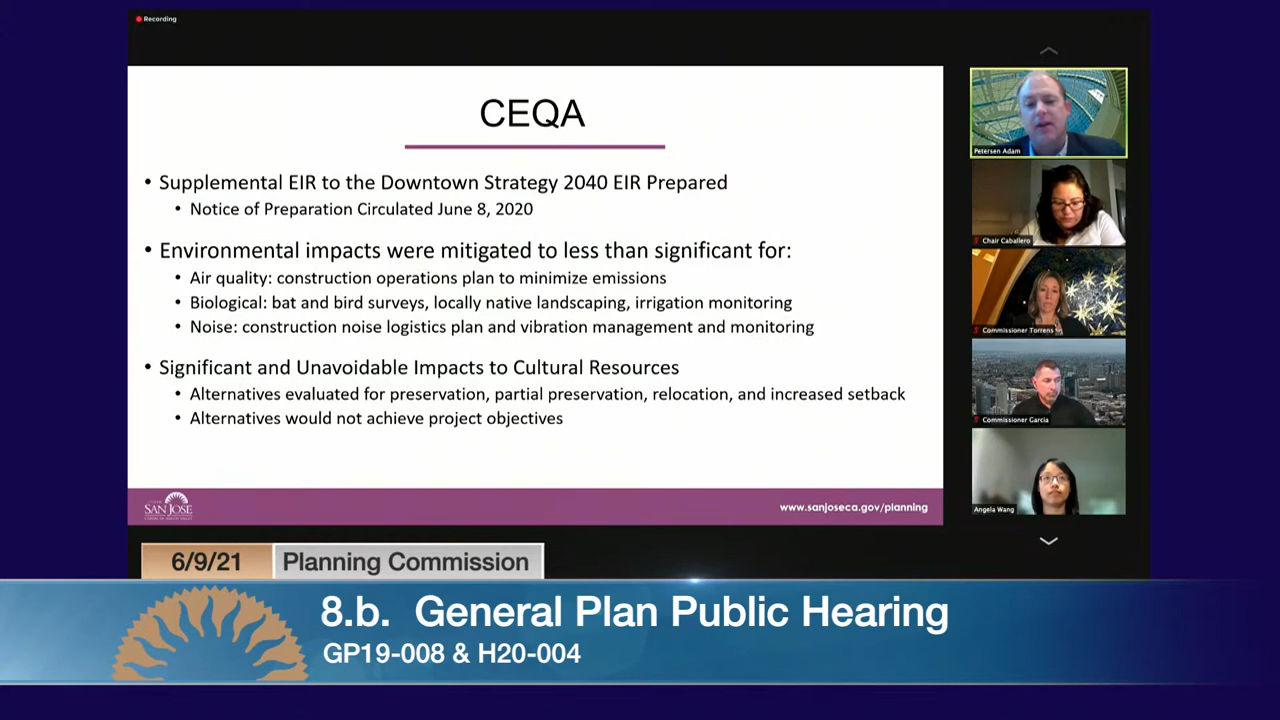 Recording
CEQA
• Supplemental EIR to the Downtown Strategy 2040 EIR Prepared
• Notice of Preparation Circulated June 8, 2020
• Environmental impacts were mitigated to less than significant for:
• Air quality: construction operations plan to minimize emissions
• Biological: bat and bird surveys, locally native landscaping, irrigation monitoring
• Noise: construction noise logistics plan and vibration management and monitoring
• Significant and Unavoidable Impacts to Cultural Resources
• Alternatives evaluated for preservation, partial preservation, relocation, and increased setback
• Alternatives would not achieve project objectives
SAN JOSE
www.sanjoseca.gov/planning
Petersen Adam
Chair Caballero
Commissioner Torrens
Commissioner Garcia
Angela Wang
6/9/21 Planning Commission
8.b. General Plan Public Hearing
GP19-008 & H20-004